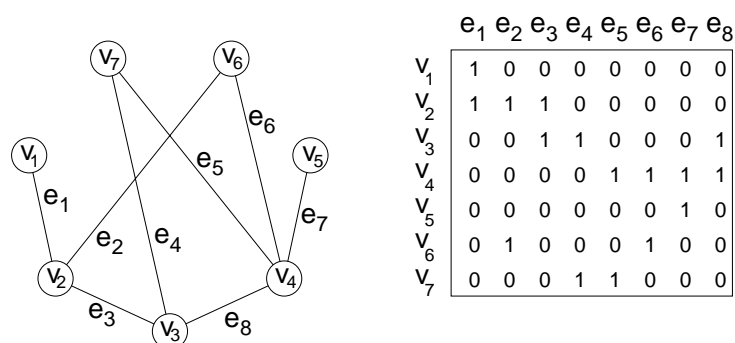 v7 v6
e6
v1 e5 v5
e1
e2 e4 e7
v2 v4
e3 e8
v3
e1 e2 e3 e4 e5 e6 e7 e8
v1 1 0 0 0 0 0 0 0
v2 1 1 1 0 0 0 0 0
v3 0 0 1 1 0 0 0 1
v4 0 0 0 0 1 1 1 1
v5 0 0 0 0 0 0 1 0
v6 0 1 0 0 0 1 0 0
v7 0 0 0 1 1 0 0 0